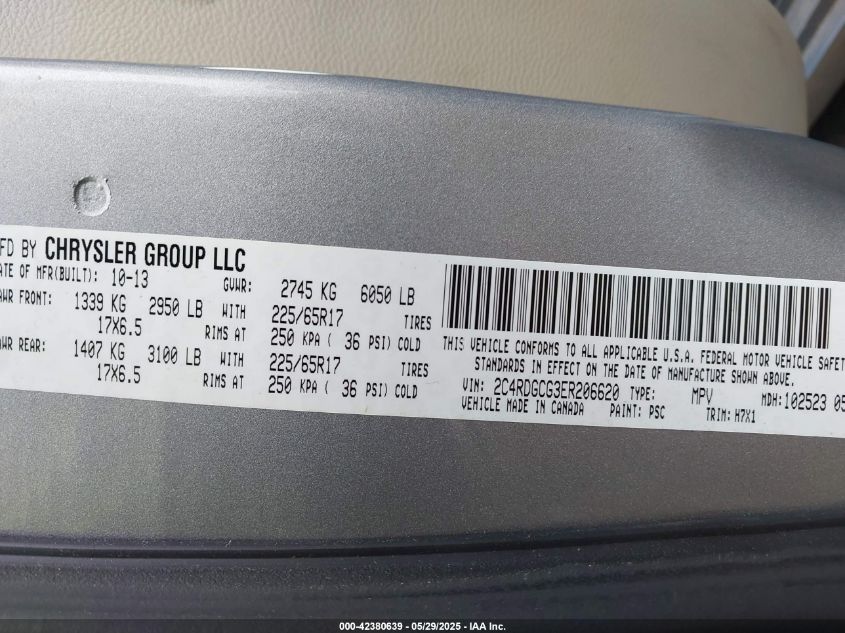 FD BY CHRYSLER GROUP LLC
ATE OF MFR(BUILT): 10-13 GVWR: 2745 KG 6050 LB
AWR FRONT: 1339 KG 2950 LB WITH 225/65R17 TIRES
17X6.5 RIMS AT 250 KPA ( 36 PSI) COLD
AWR REAR: 1407 KG 3100 LB WITH 225/65R17 TIRES
17X6.5 RIMS AT 250 KPA ( 36 PSI) COLD
THIS VEHICLE CONFORMS TO ALL APPLICABLE U.S.A. FEDERAL MOTOR VEHICLE SAFET
STANDARDS IN EFFECT ON THE DATE OF MANUFACTURE SHOWN ABOVE.
VIN: 2C4RDGCG3ER206620 TYPE: MPV MDH:102523 05
VEHICLE MADE IN CANADA PAINT: PSC TRIM: H7X1
000-42380639 - 05/29/2025 - IAA Inc.